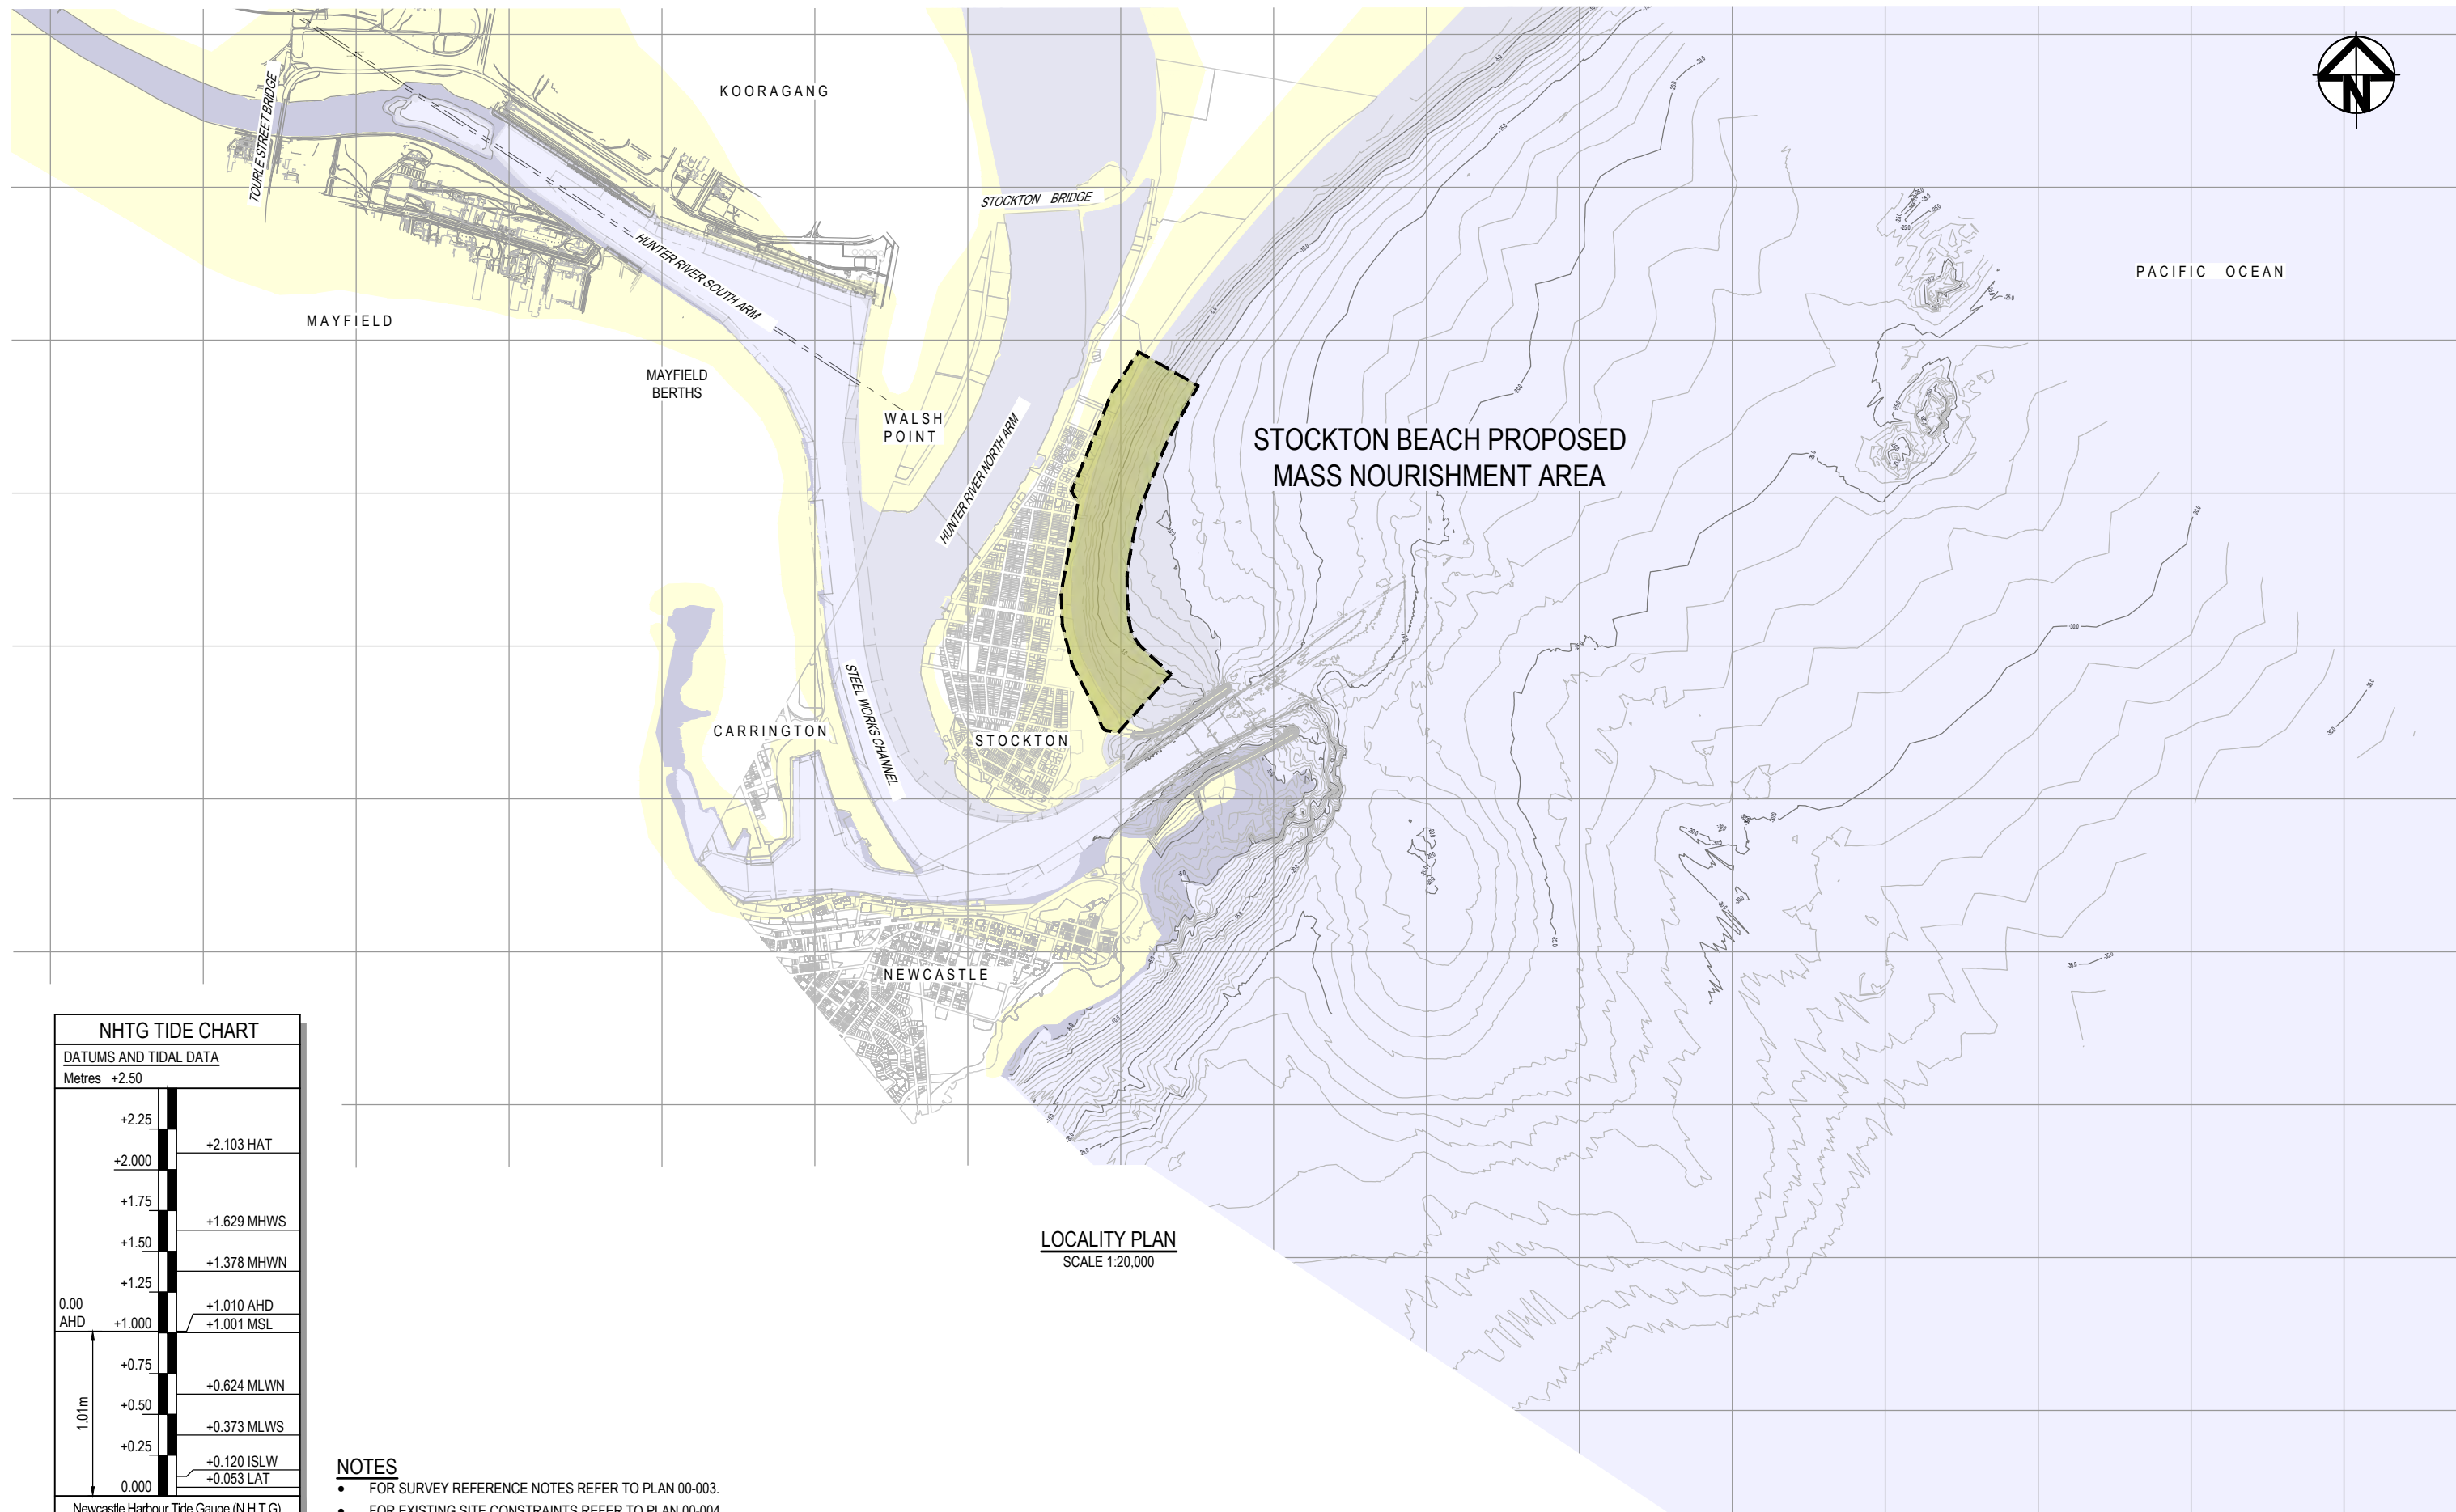 N
KOORAGANG
TOURLE STREET BRIDGE
STOCKTON BRIDGE
HUNTER RIVER SOUTH ARM
PACIFIC OCEAN
MAYFIELD
MAYFIELD
BERTHS
WALSH
POINT
HUNTER RIVER NORTH ARM
STOCKTON BEACH PROPOSED
MASS NOURISHMENT AREA
STEEL WORKS CHANNEL
CARRINGTON
STOCKTON
NEWCASTLE
LOCALITY PLAN
SCALE 1:20,000
NHTG TIDE CHART
DATUMS AND TIDAL DATA
Metres +2.50
+2.25
+2.103 HAT
+2.000
+1.75
+1.629 MHWS
+1.50
+1.378 MHWN
+1.25
0.00
AHD
+1.010 AHD
+1.000
+1.001 MSL
+0.75
+0.624 MLWN
1.01m
+0.50
+0.373 MLWS
+0.25
+0.120 ISLW
+0.053 LAT
0.000
Newcastle Harbour Tide Gauge (N.H.T.G)
NOTES
• FOR SURVEY REFERENCE NOTES REFER TO PLAN 00-003.
• FOR EXISTING SITE CONSTRAINTS REFER TO PLAN 00-004